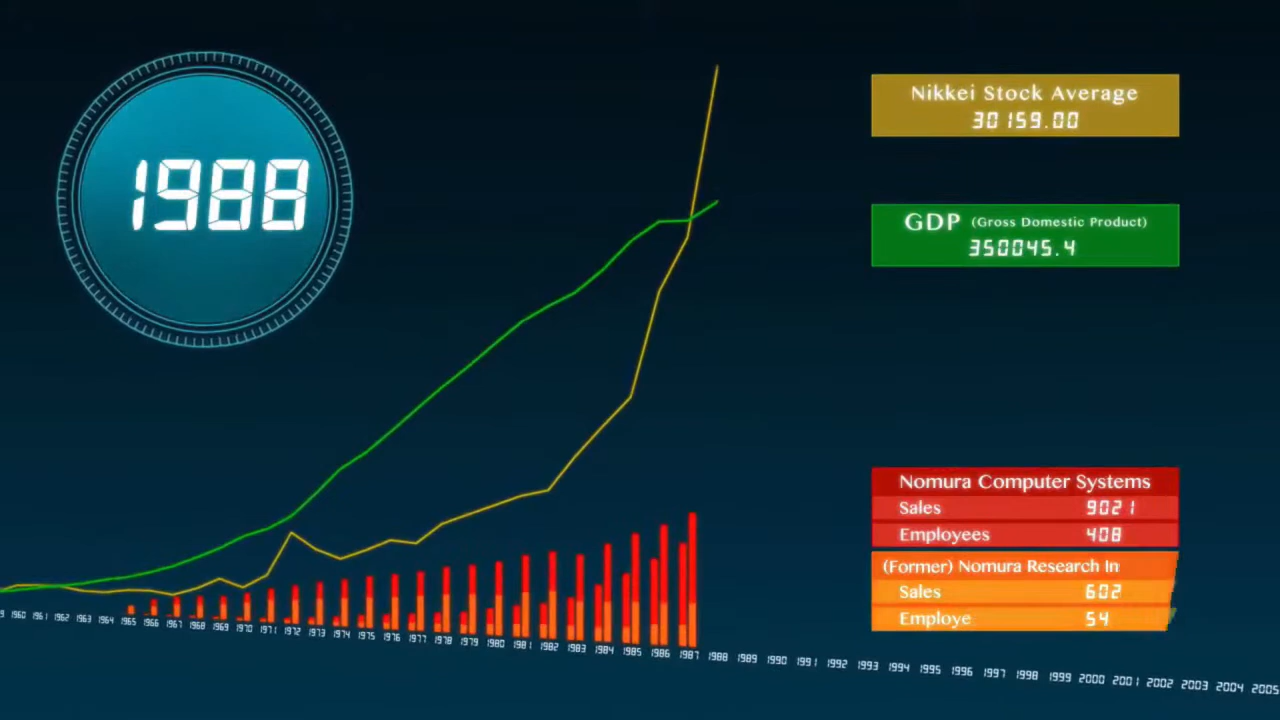 1988
Nikkei Stock Average
30159.00
GDP (Gross Domestic Product)
350045.4
Nomura Computer Systems
Sales 9021
Employees 408
(Former) Nomura Research In
Sales 602
Employe 54
1960 1961 1962 1963 1964 1965 1966 1967 1968 1969 1970 1971 1972 1973 1974 1975 1976 1977 1978 1979 1980 1981 1982 1983 1984 1985 1986 1987 1988 1989 1990 1991 1992 1993 1994 1995 1996 1997 1998 1999 2000 2001 2002 2003 2004 2005